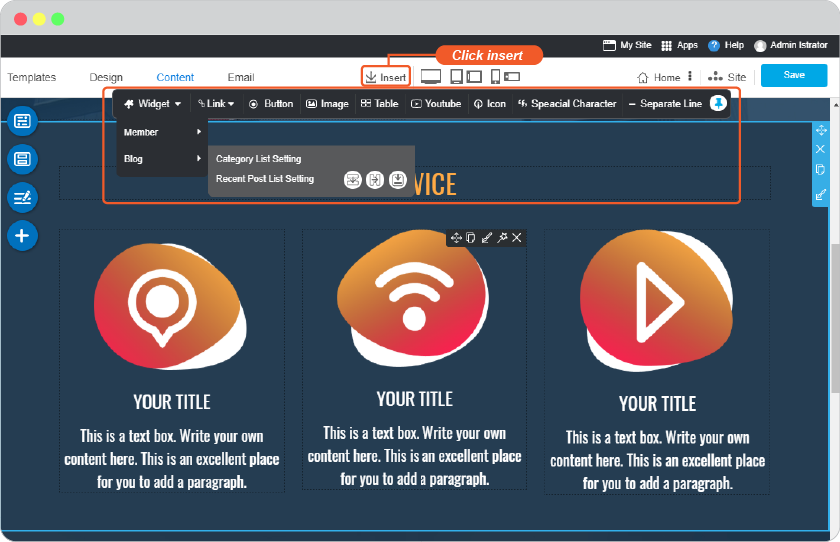 Click insert
My Site Apps Help Admin Istrator
Templates Design Content Email Insert Home Site Save
Widget Link Button Image Table Youtube Icon Speacial Character Separate Line
Member
Blog
Category List Setting
Recent Post List Setting
VICE
YOUR TITLE
This is a text box. Write your own
content here. This is an excellent place
for you to add a paragraph.
YOUR TITLE
This is a text box. Write your own
content here. This is an excellent place
for you to add a paragraph.
YOUR TITLE
This is a text box. Write your own
content here. This is an excellent place
for you to add a paragraph.